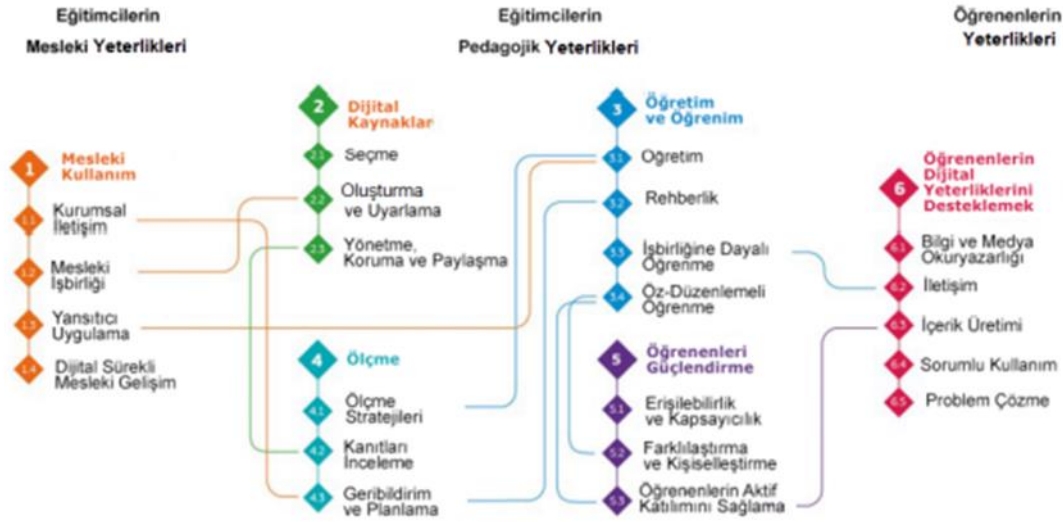 Eğitimcilerin
Mesleki Yeterlikleri
Eğitimcilerin
Pedagojik Yeterlikleri
Öğrenenlerin
Yeterlikleri
1 Mesleki
Kullanım
1.1 Kurumsal
İletişim
1.2 Mesleki
İşbirliği
1.3 Yansıtıcı
Uygulama
1.4 Dijital Sürekli
Mesleki Gelişim
2 Dijital
Kaynaklar
2.1 Seçme
2.2 Oluşturma
ve Uyarlama
2.3 Yönetme,
Koruma ve Paylaşma
3 Öğretim
ve Öğrenim
3.1 Öğretim
3.2 Rehberlik
3.3 İşbirliğine Dayalı
Öğrenme
3.4 Öz-Düzenlemeli
Öğrenme
4 Ölçme
4.1 Ölçme
Stratejileri
4.2 Kanıtları
İnceleme
4.3 Geribildirim
ve Planlama
5 Öğrenenleri
Güçlendirme
5.1 Erişilebilirlik
ve Kapsayıcılık
5.2 Farklılaştırma
ve Kişiselleştirme
5.3 Öğrenenlerin Aktif
Katılımını Sağlama
6 Öğrenenlerin
Dijital
Yeterliklerini
Desteklemek
6.1 Bilgi ve Medya
Okuryazarlığı
6.2 İletişim
6.3 İçerik Üretimi
6.4 Sorumlu Kullanım
6.5 Problem Çözme